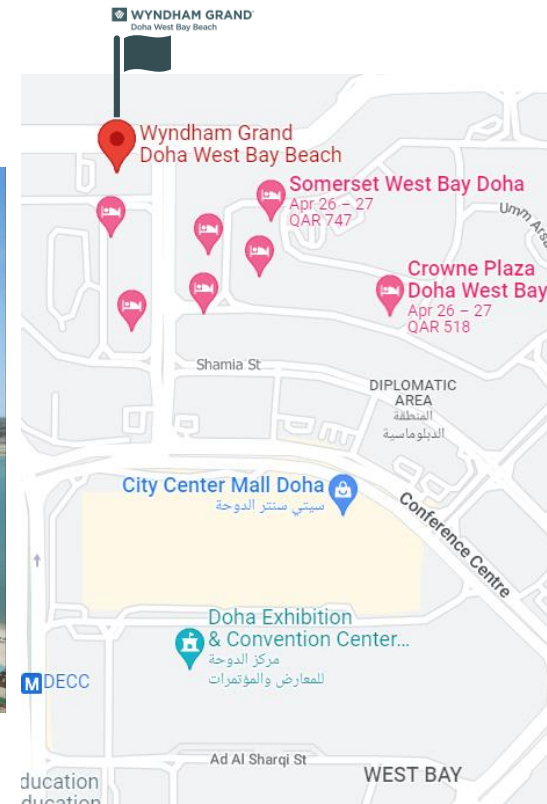 WYNDHAM GRAND
Doha West Bay Beach
Wyndham Grand
Doha West Bay Beach
Somerset West Bay Doha
Apr 26 – 27
QAR 747
Crowne Plaza
Doha West Bay
Apr 26 – 27
QAR 518
Shamia St
DIPLOMATIC
AREA
المنطقة
الدبلوماسية
City Center Mall Doha
سيتي سنتر الدوحة
Conference Centre
Doha Exhibition
& Convention Center...
مركز الدوحة
للمعارض والمؤتمرات
M DECC
Ad Al Sharqi St
WEST BAY
ducation